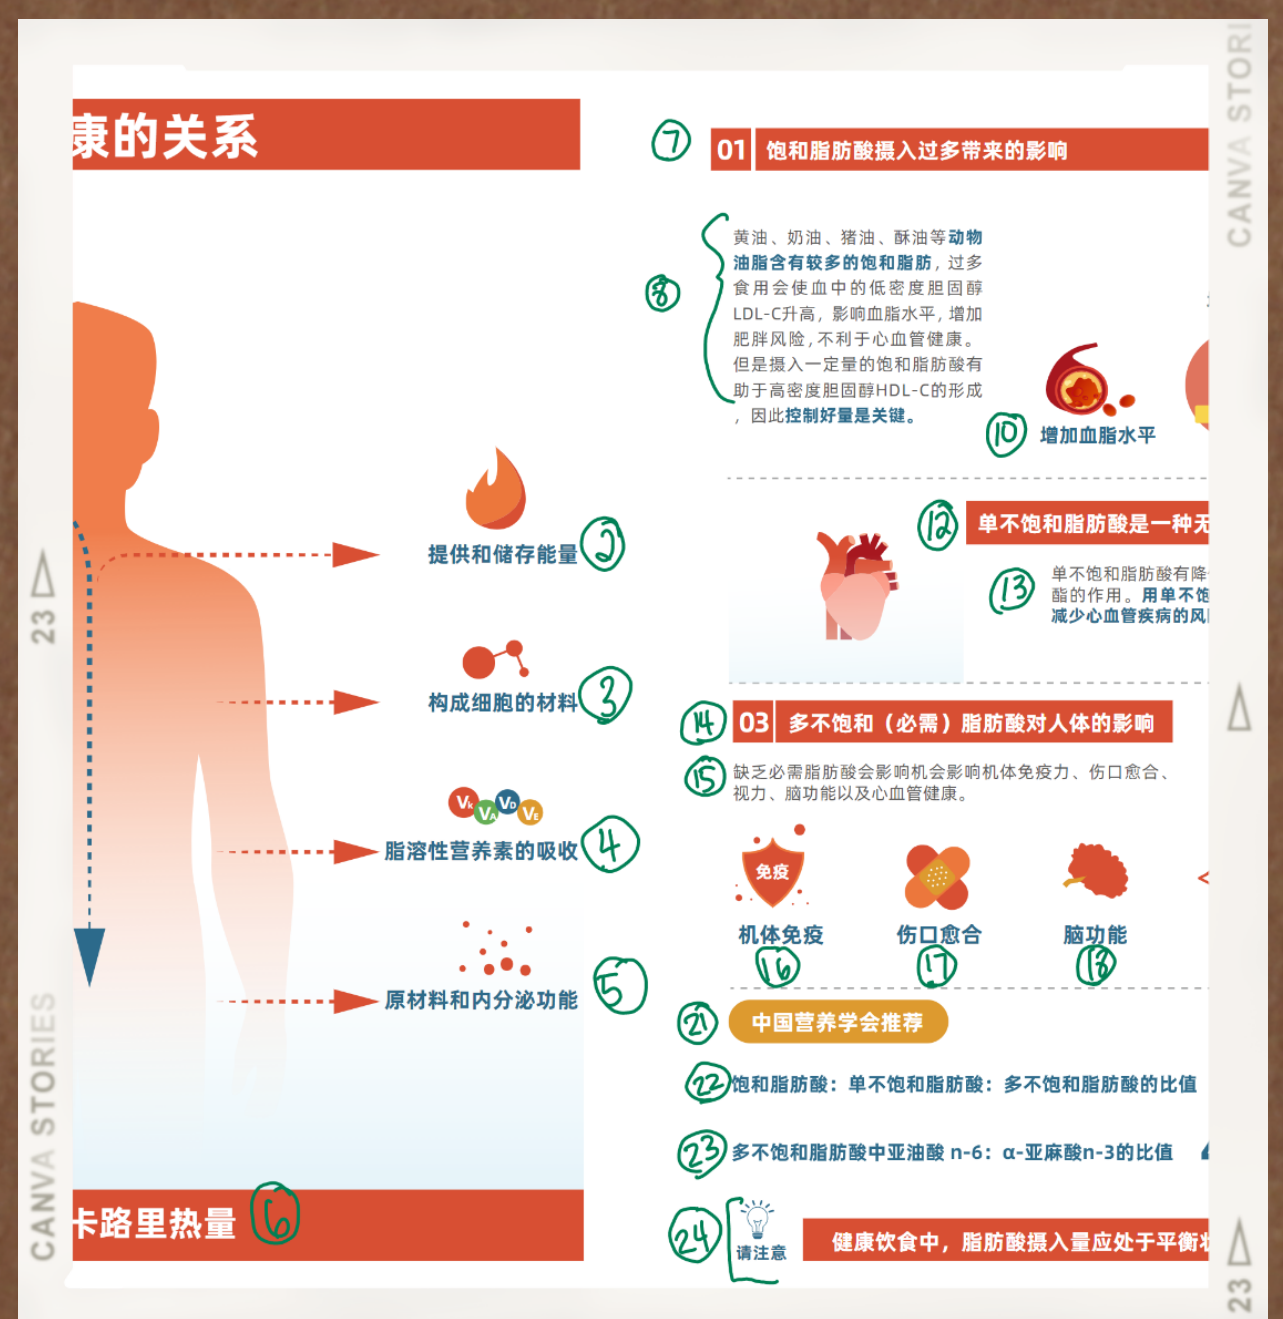 康的关系
提供和储存能量
②
构成细胞的材料
③
Vk VA VD VE
脂溶性营养素的吸收
④
原材料和内分泌功能
⑤
卡路里热量
⑥
⑦
01 饱和脂肪酸摄入过多带来的影响
⑧
黄油、奶油、猪油、酥油等动物
油脂含有较多的饱和脂肪，过多
食用会使血中的低密度胆固醇
LDL-C升高，影响血脂水平，增加
肥胖风险，不利于心血管健康。
但是摄入一定量的饱和脂肪酸有
助于高密度胆固醇HDL-C的形成
，因此控制好量是关键。
⑩
增加血脂水平
⑫
单不饱和脂肪酸是一种无
⑬
单不饱和脂肪酸有降
酯的作用。用单不饱
减少心血管疾病的风
⑭
03 多不饱和（必需）脂肪酸对人体的影响
⑮
缺乏必需脂肪酸会影响机会影响机体免疫力、伤口愈合、
视力、脑功能以及心血管健康。
免疫
机体免疫
伤口愈合
脑功能
⑯
⑰
⑱
㉑
中国营养学会推荐
㉒
饱和脂肪酸：单不饱和脂肪酸：多不饱和脂肪酸的比值
㉓
多不饱和脂肪酸中亚油酸 n-6：α-亚麻酸n-3的比值
㉔
请注意
健康饮食中，脂肪酸摄入量应处于平衡状
CANVA STORIES
23
CANVA STORI
23